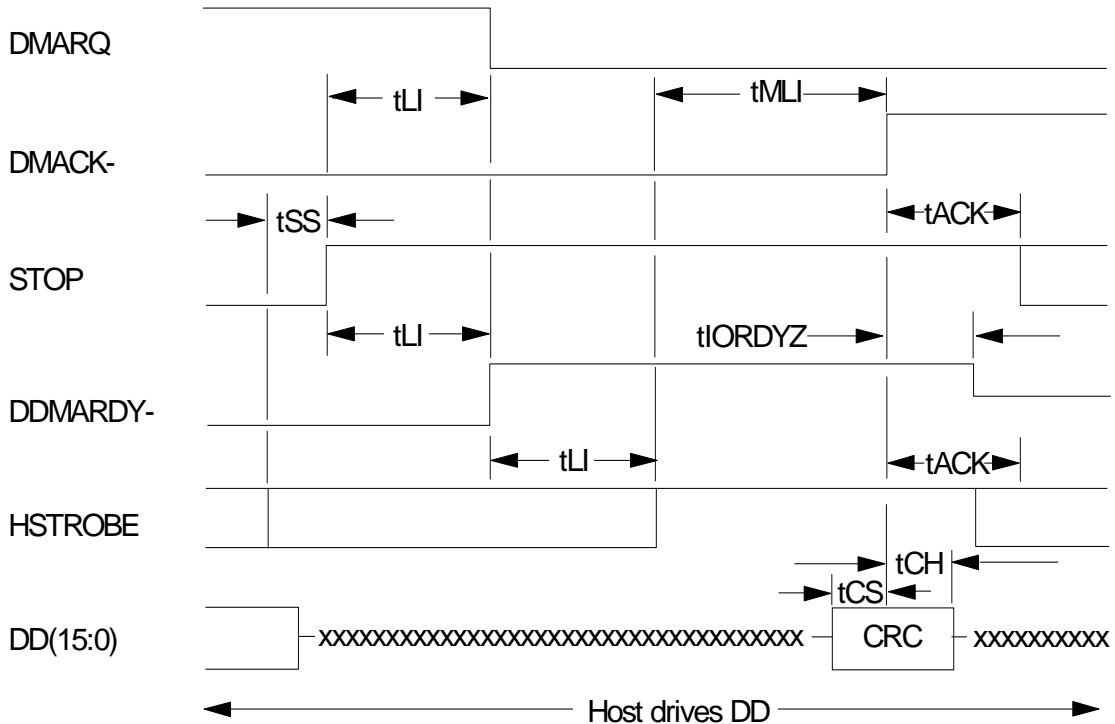 DMARQ
tLI
tMLI
DMACK-
tSS
tACK
STOP
tLI
tIORDYZ
DDMARDY-
tLI
tACK
HSTROBE
tCH
tCS
DD(15:0)
xxxxxxxxxxxxxxxxxxxxxxxxxxxxxxxxxxxx
CRC
xxxxxxxxxx
Host drives DD